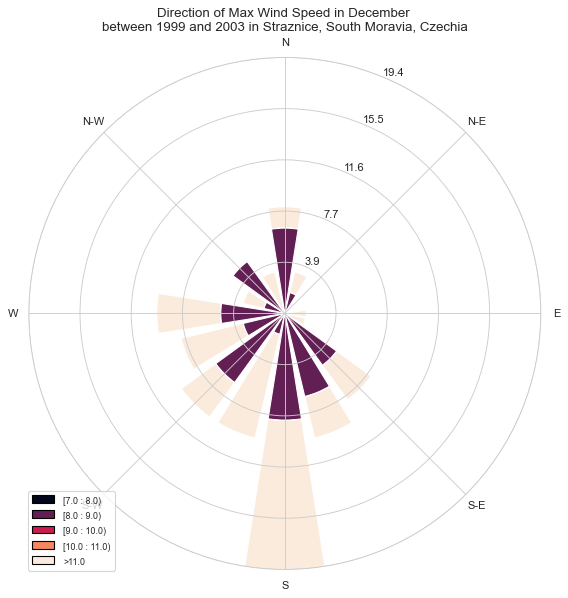 Direction of Max Wind Speed in December
between 1999 and 2003 in Straznice, South Moravia, Czechia
N
19.4
N-W
N-E
15.5
11.6
7.7
3.9
W
E
S-W
S-E
[7.0 : 8.0)
[8.0 : 9.0)
[9.0 : 10.0)
[10.0 : 11.0)
>11.0
S